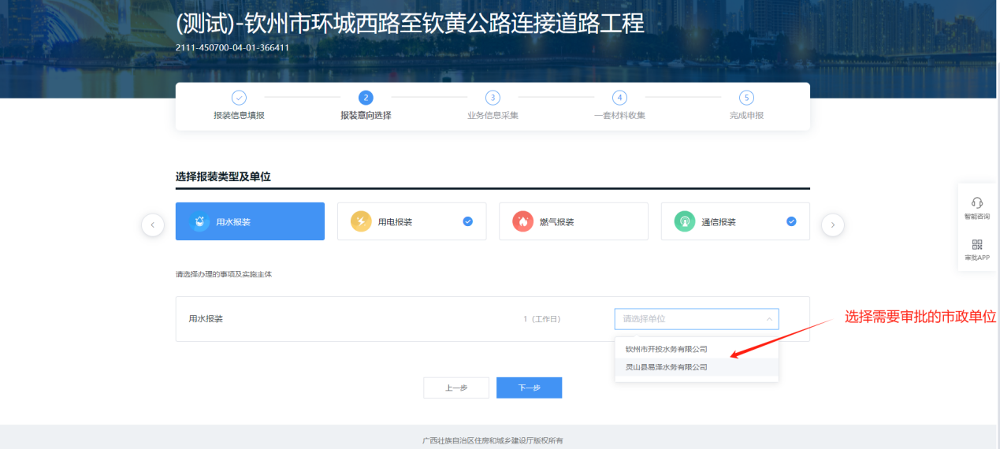 (测试)-钦州市环城西路至钦黄公路连接道路工程
2111-450700-04-01-366411
2 3 4 5
报装信息填报 报装意向选择 业务信息采集 一套材料收集 完成申报
选择报装类型及单位
用水报装 用电报装 燃气报装 通信报装
智能咨询
审批APP
请选择办理的事项及实施主体
用水报装 1（工作日） 请选择单位
选择需要审批的市政单位
钦州市开投水务有限公司
灵山县易泽水务有限公司
上一步 下一步
广西壮族自治区住房和城乡建设厅版权所有